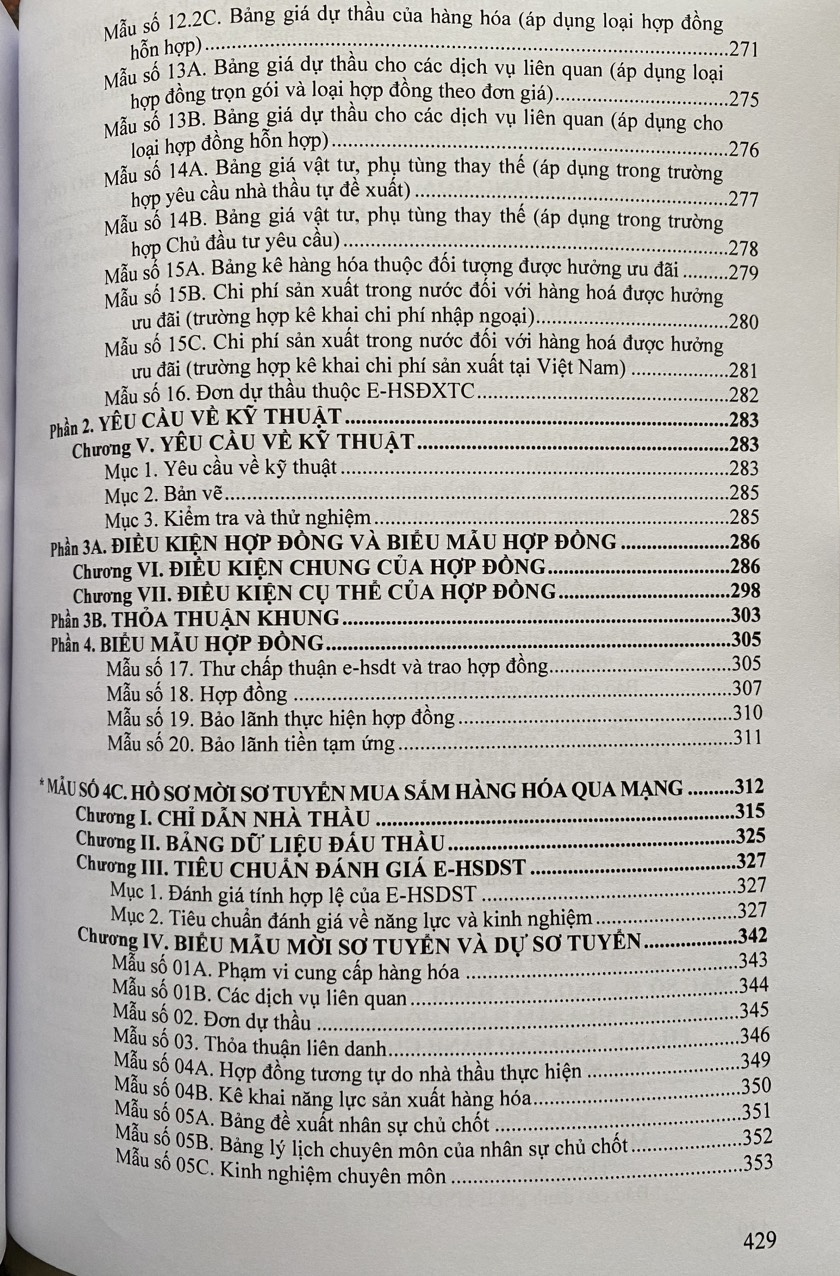 Mẫu số 12.2C. Bảng giá dự thầu của hàng hóa (áp dụng loại hợp đồng
hỗn hợp)....................271
Mẫu số 13A. Bảng giá dự thầu cho các dịch vụ liên quan (áp dụng loại
hợp đồng trọn gói và loại hợp đồng theo đơn giá)....................275
Mẫu số 13B. Bảng giá dự thầu cho các dịch vụ liên quan (áp dụng cho
loại hợp đồng hỗn hợp)....................276
Mẫu số 14A. Bảng giá vật tư, phụ tùng thay thế (áp dụng trong trường
hợp yêu cầu nhà thầu tự đề xuất)....................277
Mẫu số 14B. Bảng giá vật tư, phụ tùng thay thế (áp dụng trong trường
hợp Chủ đầu tư yêu cầu)....................278
Mẫu số 15A. Bảng kê hàng hóa thuộc đối tượng được hưởng ưu đãi .........279
Mẫu số 15B. Chi phí sản xuất trong nước đối với hàng hoá được hưởng
ưu đãi (trường hợp kê khai chi phí nhập ngoại)....................280
Mẫu số 15C. Chi phí sản xuất trong nước đối với hàng hoá được hưởng
ưu đãi (trường hợp kê khai chi phí sản xuất tại Việt Nam) ....................281
Mẫu số 16. Đơn dự thầu thuộc E-HSĐXTC....................282
Phần 2. YÊU CẦU VỀ KỸ THUẬT....................283
Chương V. YÊU CẦU VỀ KỸ THUẬT....................283
Mục 1. Yêu cầu về kỹ thuật....................283
Mục 2. Bản vẽ....................285
Mục 3. Kiểm tra và thử nghiệm....................285
Phần 3A. ĐIỀU KIỆN HỢP ĐỒNG VÀ BIỂU MẪU HỢP ĐỒNG ....................286
Chương VI. ĐIỀU KIỆN CHUNG CỦA HỢP ĐỒNG....................286
Chương VII. ĐIỀU KIỆN CỤ THỂ CỦA HỢP ĐỒNG....................298
Phần 3B. THỎA THUẬN KHUNG....................303
Phần 4. BIỂU MẪU HỢP ĐỒNG....................305
Mẫu số 17. Thư chấp thuận e-hsdt và trao hợp đồng....................305
Mẫu số 18. Hợp đồng ....................307
Mẫu số 19. Bảo lãnh thực hiện hợp đồng....................310
Mẫu số 20. Bảo lãnh tiền tạm ứng....................311
* MẪU SỐ 4C. HỒ SƠ MỜI SƠ TUYỂN MUA SẮM HÀNG HÓA QUA MẠNG .........312
Chương I. CHỈ DẪN NHÀ THẦU ....................315
Chương II. BẢNG DỮ LIỆU ĐẤU THẦU....................325
Chương III. TIÊU CHUẨN ĐÁNH GIÁ E-HSDST ....................327
Mục 1. Đánh giá tính hợp lệ của E-HSDST ....................327
Mục 2. Tiêu chuẩn đánh giá về năng lực và kinh nghiệm....................327
Chương IV. BIỂU MẪU MỜI SƠ TUYỂN VÀ DỰ SƠ TUYỂN....................342
Mẫu số 01A. Phạm vi cung cấp hàng hóa ....................343
Mẫu số 01B. Các dịch vụ liên quan....................344
Mẫu số 02. Đơn dự thầu ....................345
Mẫu số 03. Thỏa thuận liên danh....................346
Mẫu số 04A. Hợp đồng tương tự do nhà thầu thực hiện ....................349
Mẫu số 04B. Kê khai năng lực sản xuất hàng hóa....................350
Mẫu số 05A. Bảng đề xuất nhân sự chủ chốt ....................351
Mẫu số 05B. Bảng lý lịch chuyên môn của nhân sự chủ chốt....................352
Mẫu số 05C. Kinh nghiệm chuyên môn ....................353
429